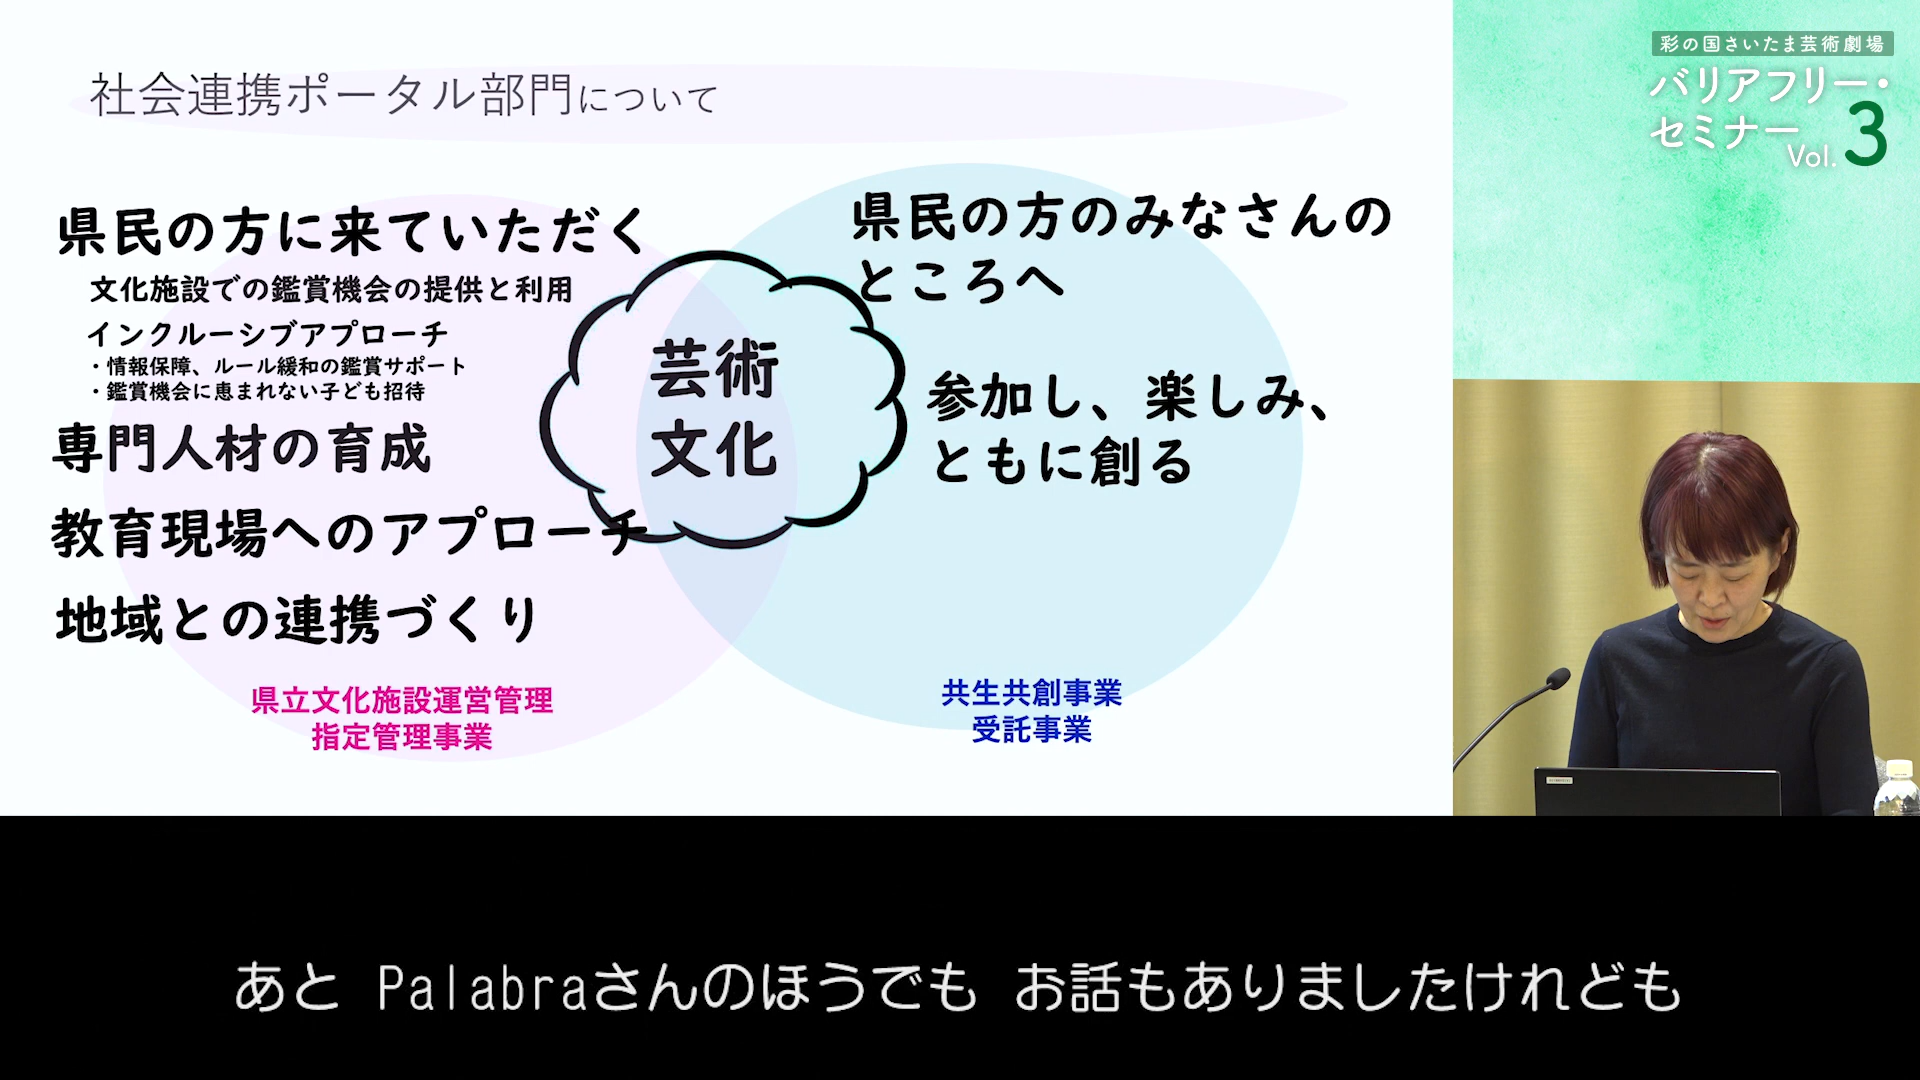 社会連携ポータル部門について
県民の方に来ていただく
文化施設での鑑賞機会の提供と利用
インクルーシブアプローチ
・情報保障、ルール緩和の鑑賞サポート
・鑑賞機会に恵まれない子ども招待
専門人材の育成
教育現場へのアプローチ
地域との連携づくり
県立文化施設運営管理
指定管理事業
芸術
文化
県民の方のみなさんの
ところへ
参加し、楽しみ、
ともに創る
共生共創事業
受託事業
彩の国さいたま芸術劇場
バリアフリー・
セミナー
Vol. 3
あと Palabraさんのほうでも お話もありましたけれども